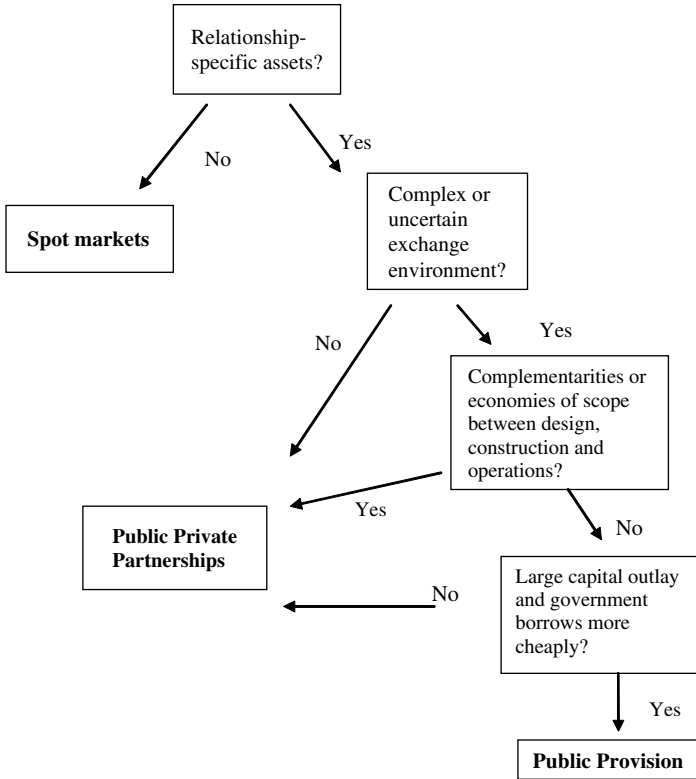 Relationship-
specific assets?
No
Yes
Spot markets
Complex or
uncertain
exchange
environment?
No
Yes
Complementarities or
economies of scope
between design,
construction and
operations?
Yes
No
Public Private
Partnerships
No
Large capital outlay
and government
borrows more
cheaply?
Yes
Public Provision